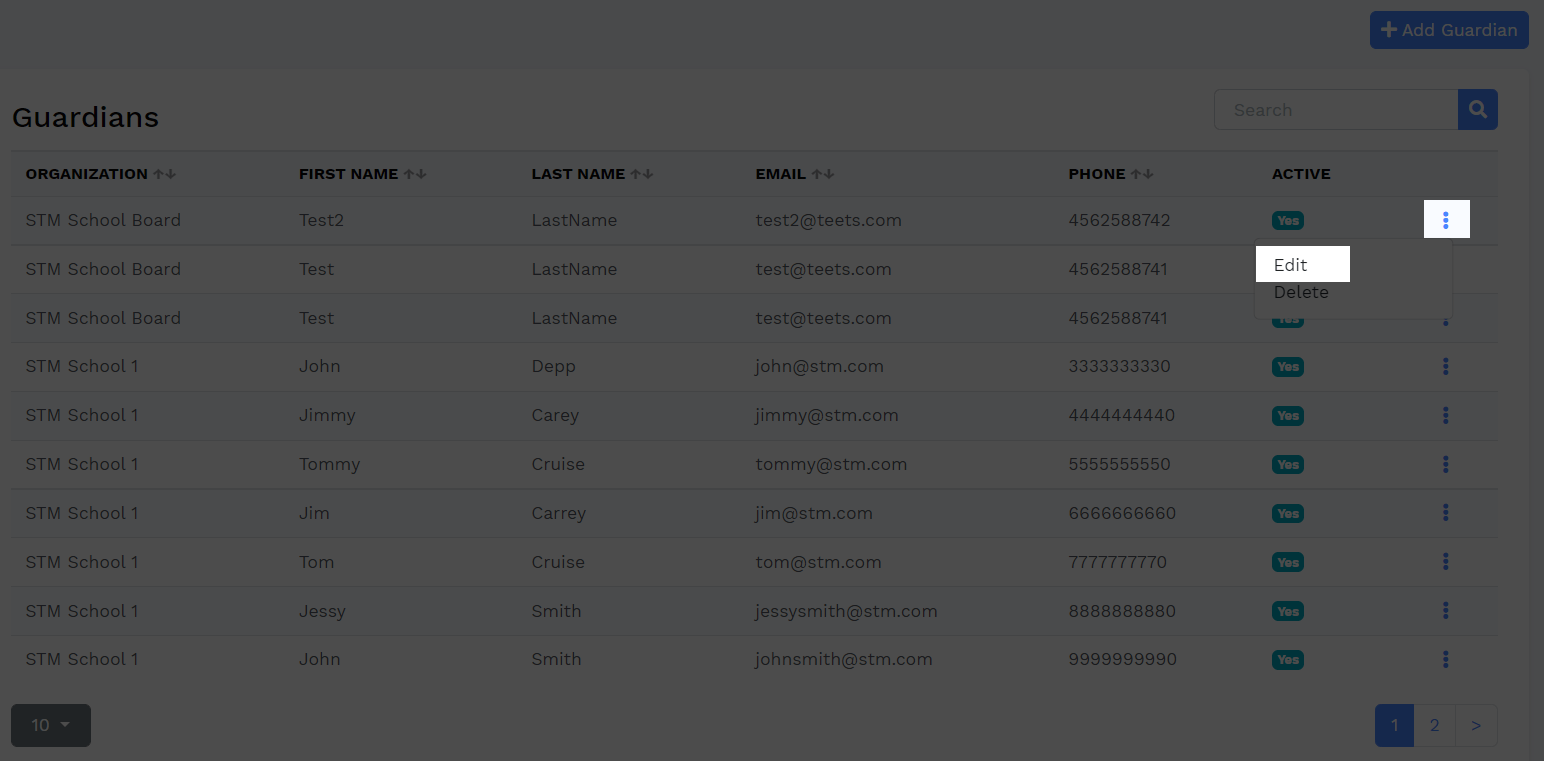 Add Guardian
Guardians
Search
ORGANIZATION FIRST NAME LAST NAME EMAIL PHONE ACTIVE
STM School Board Test2 LastName test2@teets.com 4562588742 Yes
STM School Board Test LastName test@teets.com 4562588741
Edit
Delete
STM School Board Test LastName test@teets.com 4562588741 Yes
STM School 1 John Depp john@stm.com 3333333330 Yes
STM School 1 Jimmy Carey jimmy@stm.com 4444444440 Yes
STM School 1 Tommy Cruise tommy@stm.com 5555555550 Yes
STM School 1 Jim Carrey jim@stm.com 6666666660 Yes
STM School 1 Tom Cruise tom@stm.com 7777777770 Yes
STM School 1 Jessy Smith jessysmith@stm.com 8888888880 Yes
STM School 1 John Smith johnsmith@stm.com 9999999990 Yes
10 1 2 >